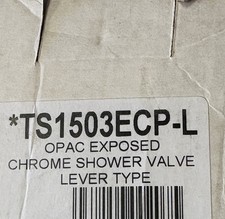 *TS1503ECP-L
OPAC EXPOSED
CHROME SHOWER VALVE
LEVER TYPE